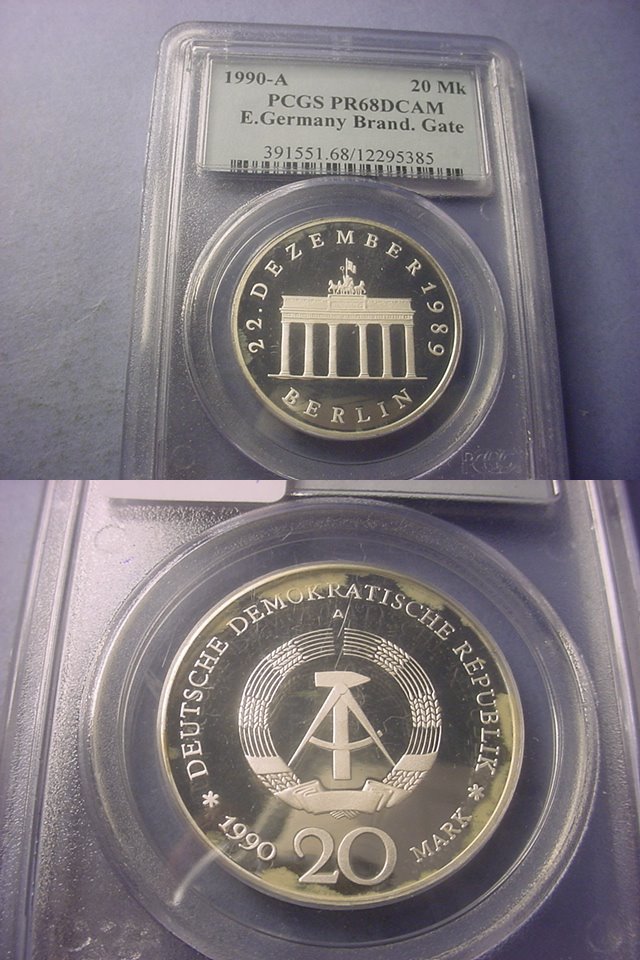 1990-A 20 Mk
PCGS PR68DCAM
E.Germany Brand. Gate
391551.68/12295385
22. DEZEMBER 1989
BERLIN
PCGS
DEUTSCHE DEMOKRATISCHE REPUBLIK
A
* 1990 20 MARK *